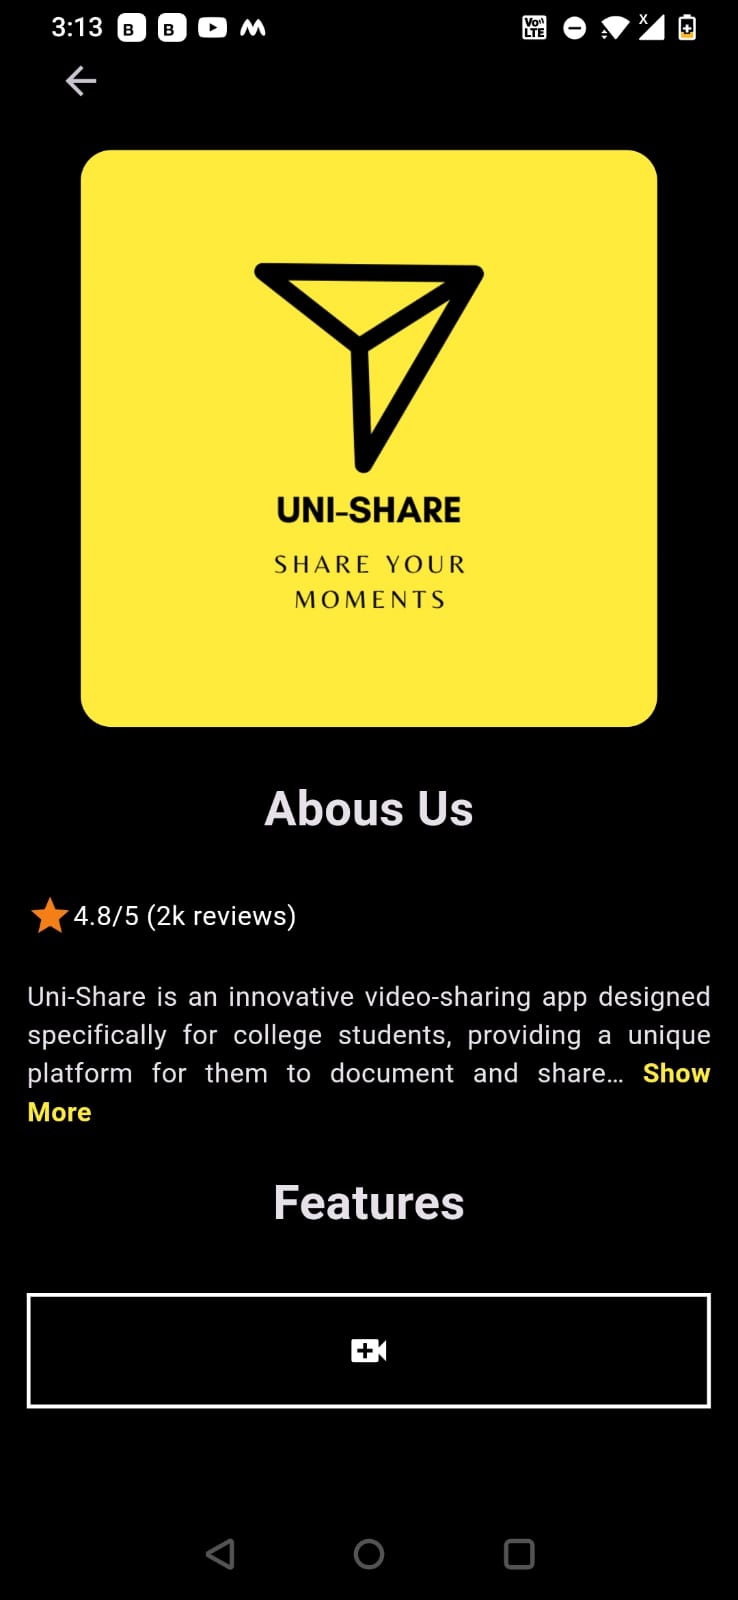 3:13 B B Vo LTE X
UNI-SHARE
SHARE YOUR
MOMENTS
Abous Us
4.8/5 (2k reviews)
Uni-Share is an innovative video-sharing app designed
specifically for college students, providing a unique
platform for them to document and share... Show
More
Features